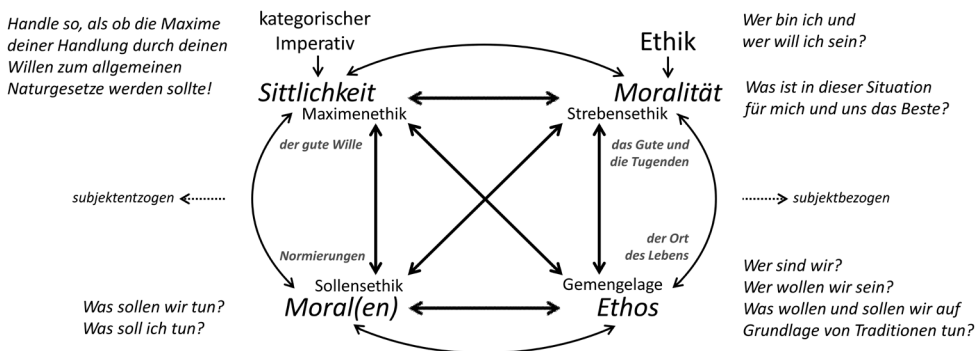 Handle so, als ob die Maxime
deiner Handlung durch deinen
Willen zum allgemeinen
Naturgesetze werden sollte!
kategorischer
Imperativ
Ethik
Wer bin ich und
wer will ich sein?
Sittlichkeit
Maximenethik
der gute Wille
Moralität
Strebensethik
das Gute und
die Tugenden
Was ist in dieser Situation
für mich und uns das Beste?
subjektentzogen
subjektbezogen
Normierungen
Sollensethik
Moral(en)
der Ort
des Lebens
Gemengelage
Ethos
Was sollen wir tun?
Was soll ich tun?
Wer sind wir?
Wer wollen wir sein?
Was wollen und sollen wir auf
Grundlage von Traditionen tun?